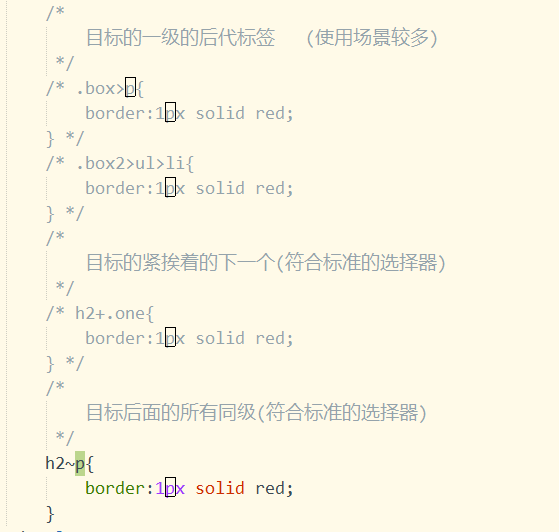 /*
目标的一级的后代标签 (使用场景较多)
*/
/* .box>p{
border:1px solid red;
} */
/* .box2>ul>li{
border:1px solid red;
} */
/*
目标的紧挨着的下一个(符合标准的选择器)
*/
/* h2+.one{
border:1px solid red;
} */
/*
目标后面的所有同级(符合标准的选择器)
*/
h2~p{
border:1px solid red;
}